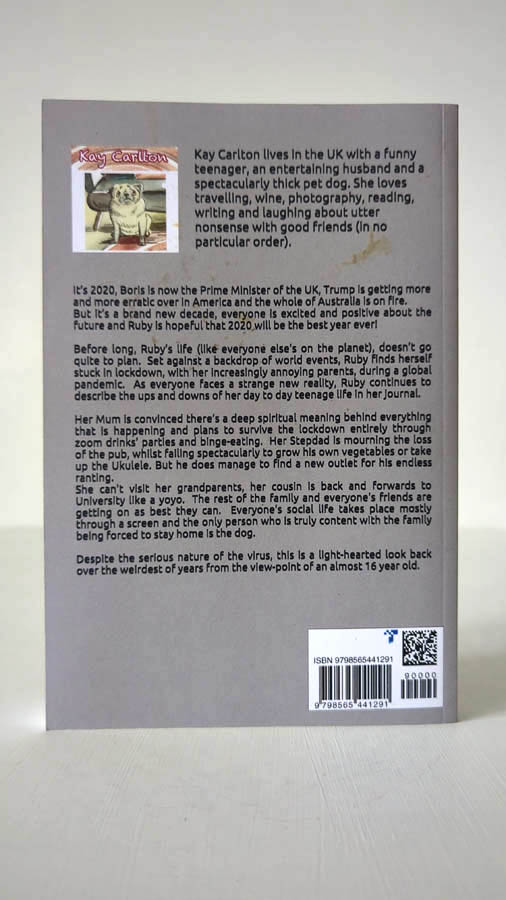 Kay Carlton
Kay Carlton lives in the UK with a funny
teenager, an entertaining husband and a
spectacularly thick pet dog. She loves
travelling, wine, photography, reading,
writing and laughing about utter
nonsense with good friends (in no
particular order).
It's 2020, Boris is now the Prime Minister of the UK, Trump is getting more
and more erratic over in America and the whole of Australia is on fire.
But it's a brand new decade, everyone is excited and positive about the
future and Ruby is hopeful that 2020 will be the best year ever!
Before long, Ruby's life (like everyone else's on the planet), doesn't go
quite to plan. Set against a backdrop of world events, Ruby finds herself
stuck in lockdown, with her increasingly annoying parents, during a global
pandemic. As everyone faces a strange new reality, Ruby continues to
describe the ups and downs of her day to day teenage life in her journal.
Her Mum is convinced there's a deep spiritual meaning behind everything
that is happening and plans to survive the lockdown entirely through
zoom drinks' parties and binge-eating. Her Stepdad is mourning the loss
of the pub, whilst failing spectacularly to grow his own vegetables or take
up the Ukulele. But he does manage to find a new outlet for his endless
ranting.
She can't visit her grandparents, her cousin is back and forwards to
University like a yoyo. The rest of the family and everyone's friends are
getting on as best they can. Everyone's social life takes place mostly
through a screen and the only person who is truly content with the family
being forced to stay home is the dog.
Despite the serious nature of the virus, this is a light-hearted look back
over the weirdest of years from the view-point of an almost 16 year old.
ISBN 9798565441291
90000
9 798565 441291